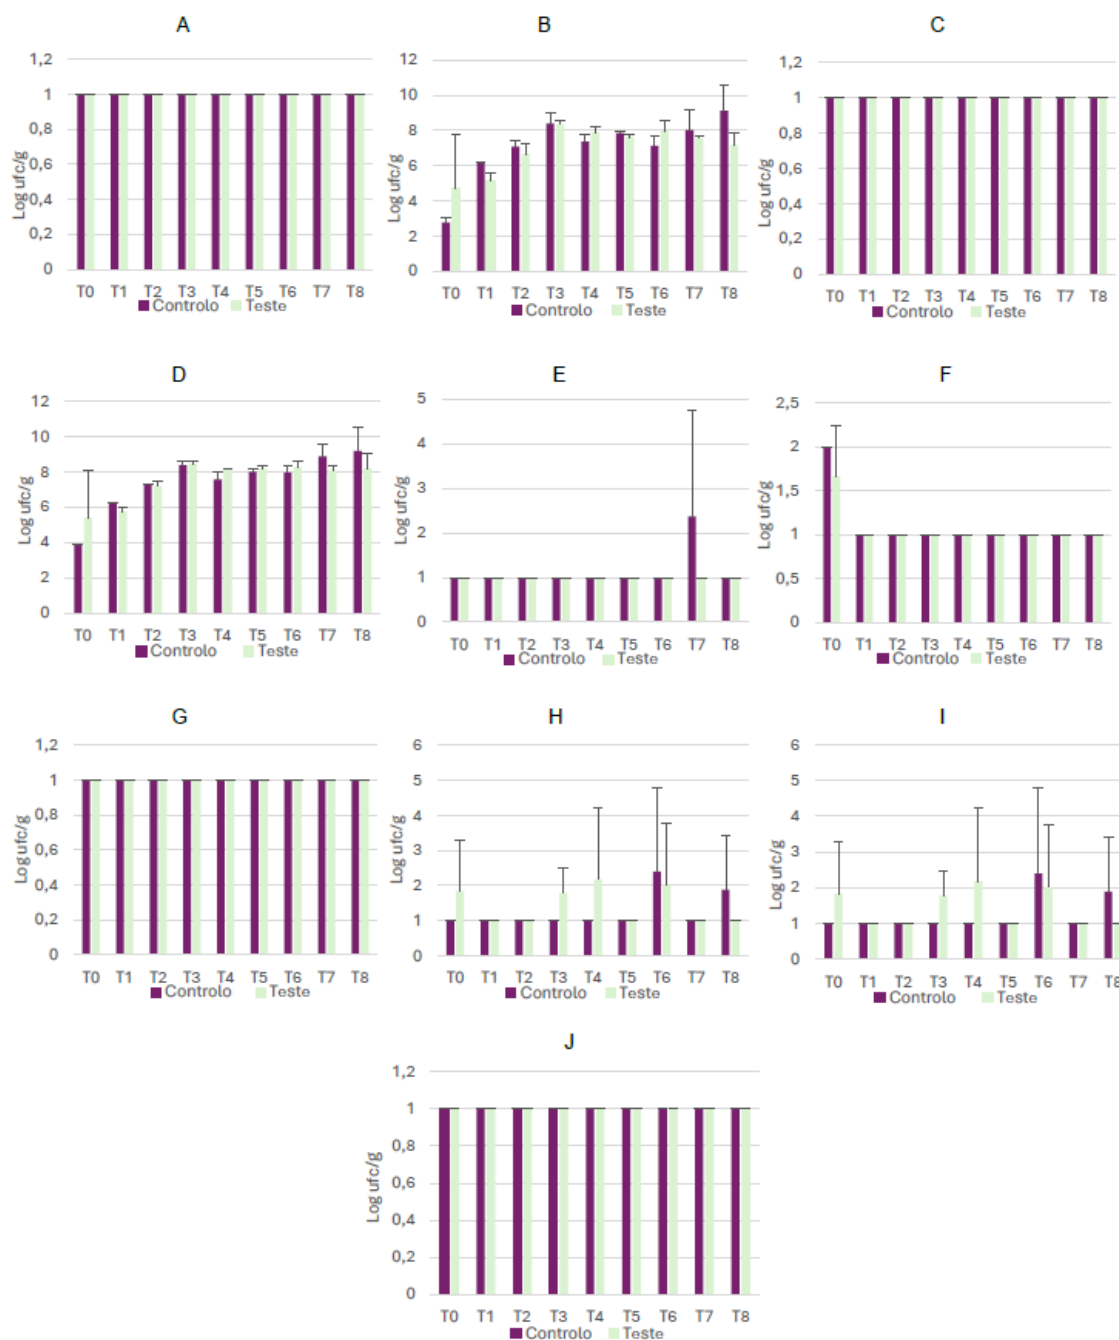 A
1,2
1
0,8
0,6
0,4
0,2
0
Log ufc/g
T0 T1 T2 T3 T4 T5 T6 T7 T8
Controlo Teste
B
12
10
8
6
4
2
0
Log ufc/g
T0 T1 T2 T3 T4 T5 T6 T7 T8
Controlo Teste
C
1,2
1
0,8
0,6
0,4
0,2
0
Log ufc/g
T0 T1 T2 T3 T4 T5 T6 T7 T8
Controlo Teste
D
12
10
8
6
4
2
0
Log ufc/g
T0 T1 T2 T3 T4 T5 T6 T7 T8
Controlo Teste
E
5
4
3
2
1
0
Log ufc/g
T0 T1 T2 T3 T4 T5 T6 T7 T8
Controlo Teste
F
2,5
2
1,5
1
0,5
0
Log ufc/g
T0 T1 T2 T3 T4 T5 T6 T7 T8
Controlo Teste
G
1,2
1
0,8
0,6
0,4
0,2
0
Log ufc/g
T0 T1 T2 T3 T4 T5 T6 T7 T8
Controlo Teste
H
6
5
4
3
2
1
0
Log ufc/g
T0 T1 T2 T3 T4 T5 T6 T7 T8
Controlo Teste
I
6
5
4
3
2
1
0
Log ufc/g
T0 T1 T2 T3 T4 T5 T6 T7 T8
Controlo Teste
J
1,2
1
0,8
0,6
0,4
0,2
0
Log ufc/g
T0 T1 T2 T3 T4 T5 T6 T7 T8
Controlo Teste